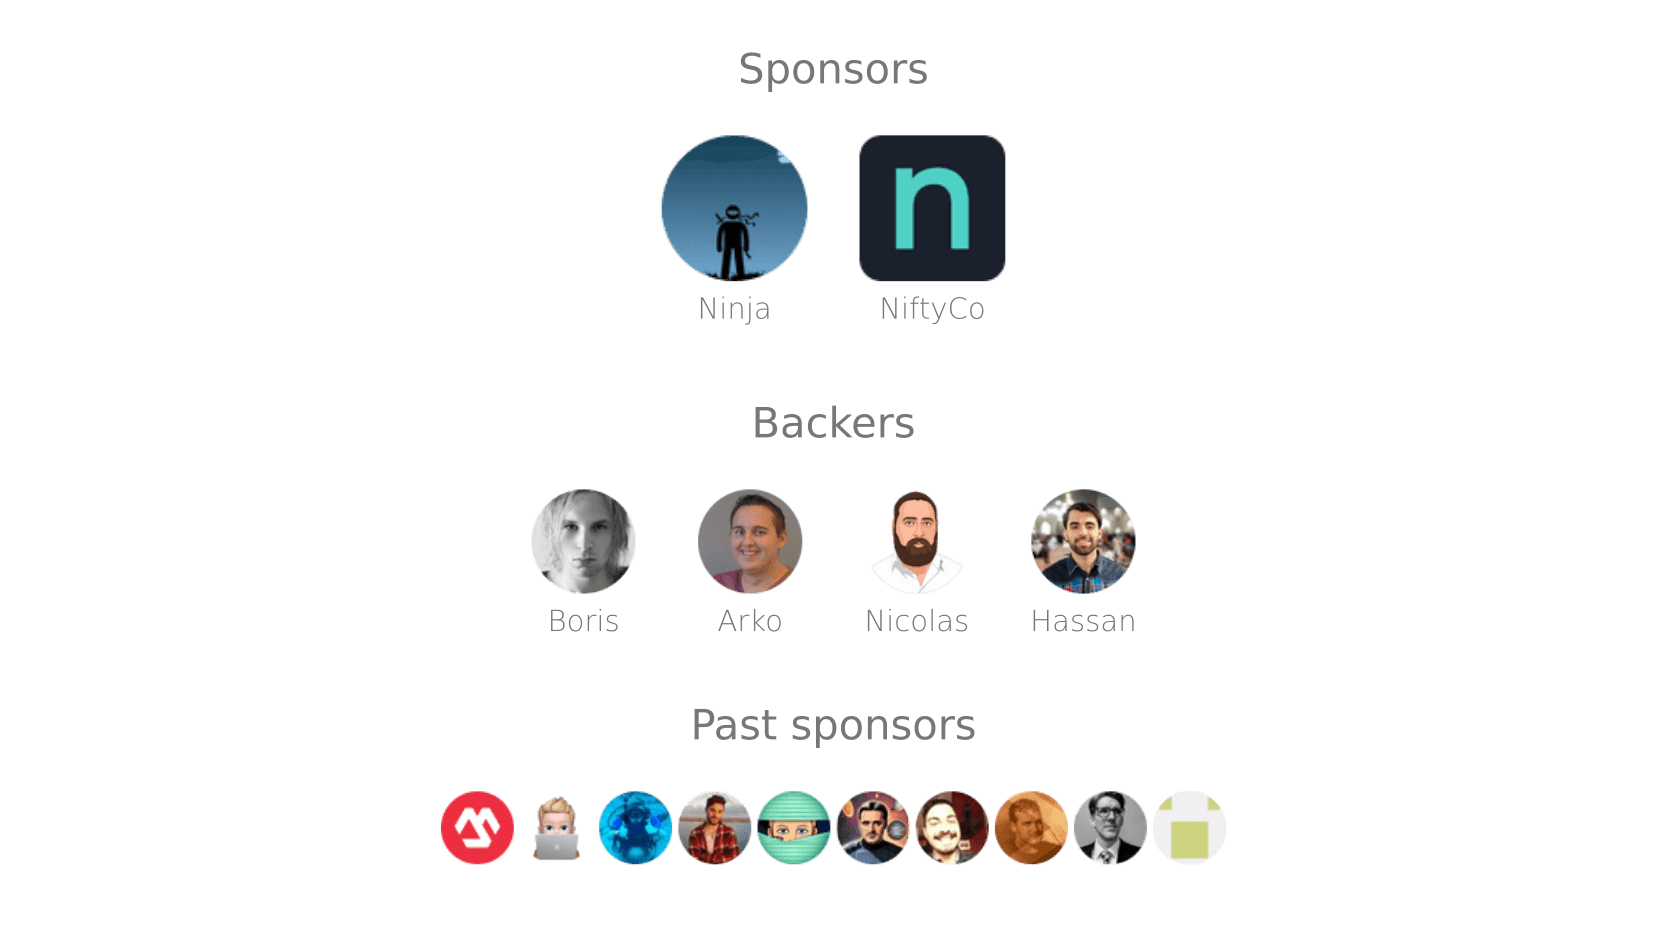 Sponsors
n
Ninja
NiftyCo
Backers
Boris
Arko
Nicolas
Hassan
Past sponsors